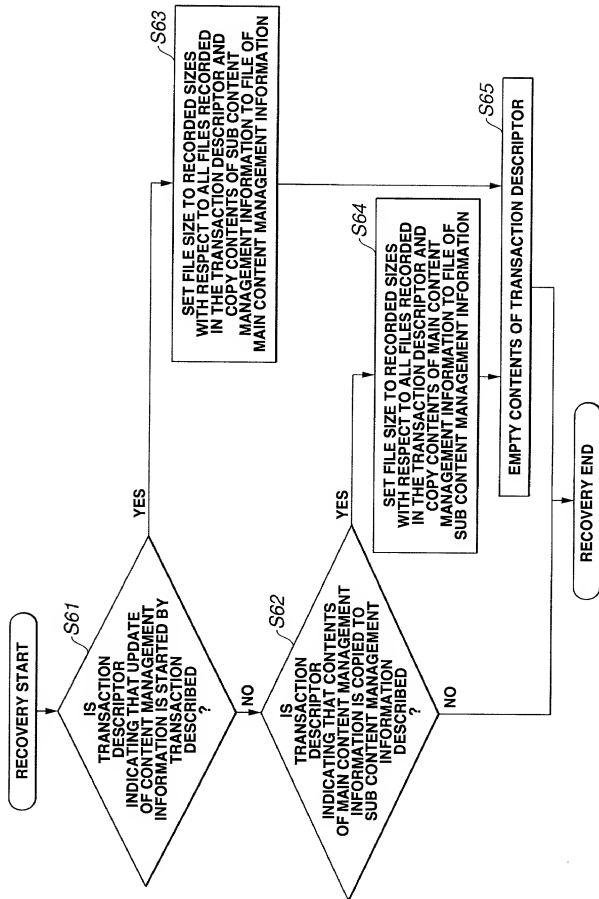 RECOVERY START
S61
IS
TRANSACTION
DESCRIPTOR
INDICATING THAT UPDATE
OF CONTENT MANAGEMENT
INFORMATION IS STARTED BY
TRANSACTION
DESCRIBED
?
YES
NO
S63
SET FILE SIZE TO RECORDED SIZES
WITH RESPECT TO ALL FILES RECORDED
IN THE TRANSACTION DESCRIPTOR AND
COPY CONTENTS OF SUB CONTENT
MANAGEMENT INFORMATION TO FILE OF
MAIN CONTENT MANAGEMENT INFORMATION
S62
IS
TRANSACTION
DESCRIPTOR
INDICATING THAT CONTENTS
OF MAIN CONTENT MANAGEMENT
INFORMATION IS COPIED TO
SUB CONTENT MANAGEMENT
INFORMATION
DESCRIBED
?
YES
NO
S64
SET FILE SIZE TO RECORDED SIZES
WITH RESPECT TO ALL FILES RECORDED
IN THE TRANSACTION DESCRIPTOR AND
COPY CONTENTS OF MAIN CONTENT
MANAGEMENT INFORMATION TO FILE OF
SUB CONTENT MANAGEMENT INFORMATION
S65
EMPTY CONTENTS OF TRANSACTION DESCRIPTOR
RECOVERY END